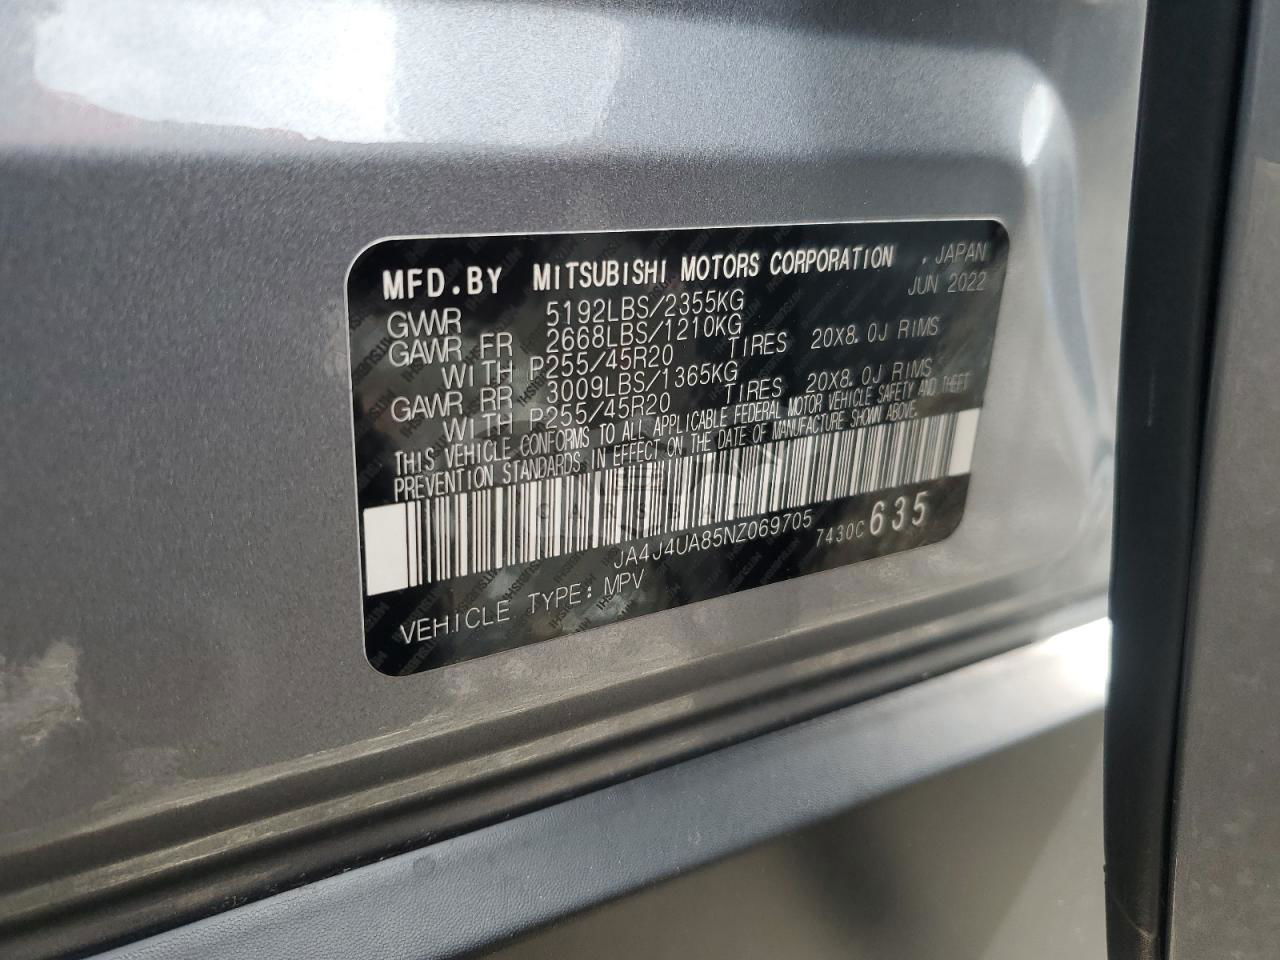 MFD.BY MITSUBISHI MOTORS CORPORATION . JAPAN
JUN 2022
GVWR 5192LBS/2355KG
GAWR FR 2668LBS/1210KG
WITH P255/45R20 TIRES 20X8.0J RIMS
GAWR RR 3009LBS/1365KG
WITH P255/45R20 TIRES 20X8.0J RIMS
THIS VEHICLE CONFORMS TO ALL APPLICABLE FEDERAL MOTOR VEHICLE SAFETY AND THEFT
PREVENTION STANDARDS IN EFFECT ON THE DATE OF MANUFACTURE SHOWN ABOVE.
JA4J4UA85NZ069705 7430C 635
VEHICLE TYPE: MPV